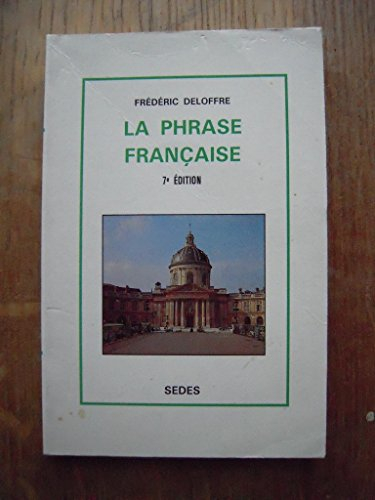 FRÉDÉRIC DELOFFRE
LA PHRASE
FRANÇAISE
7e ÉDITION
SEDES